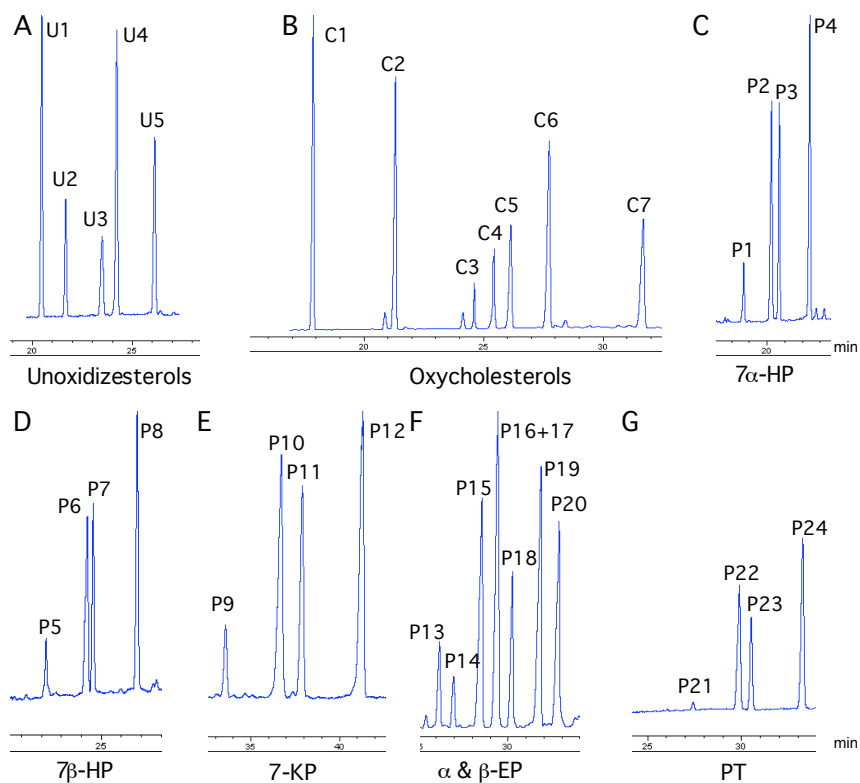 A
U1
U4
U5
U2
U3
20
25
Unoxidizesterols
B
C1
C2
C6
C7
C5
C4
C3
20
25
30
Oxycholesterols
C
P4
P2
P3
P1
20
min
7α-HP
D
P8
P7
P6
P5
25
7β-HP
E
P12
P10
P11
P9
35
40
7-KP
F
P16+17
P19
P15
P20
P18
P13
P14
30
α & β-EP
G
P24
P22
P23
P21
25
30
min
PT